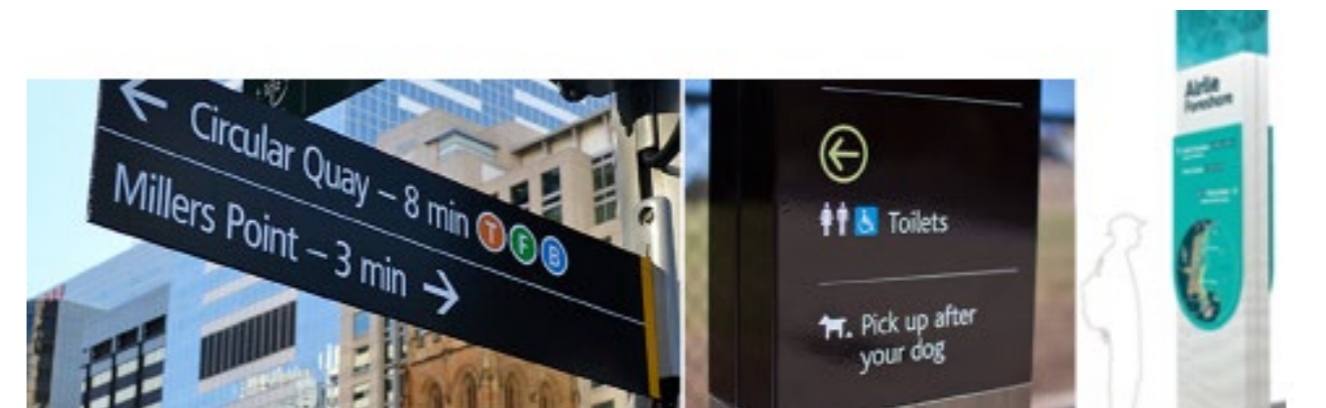 Circular Quay – 8 min T F B
Millers Point – 3 min
Toilets
Pick up after
your dog
Airlie
Foreshore